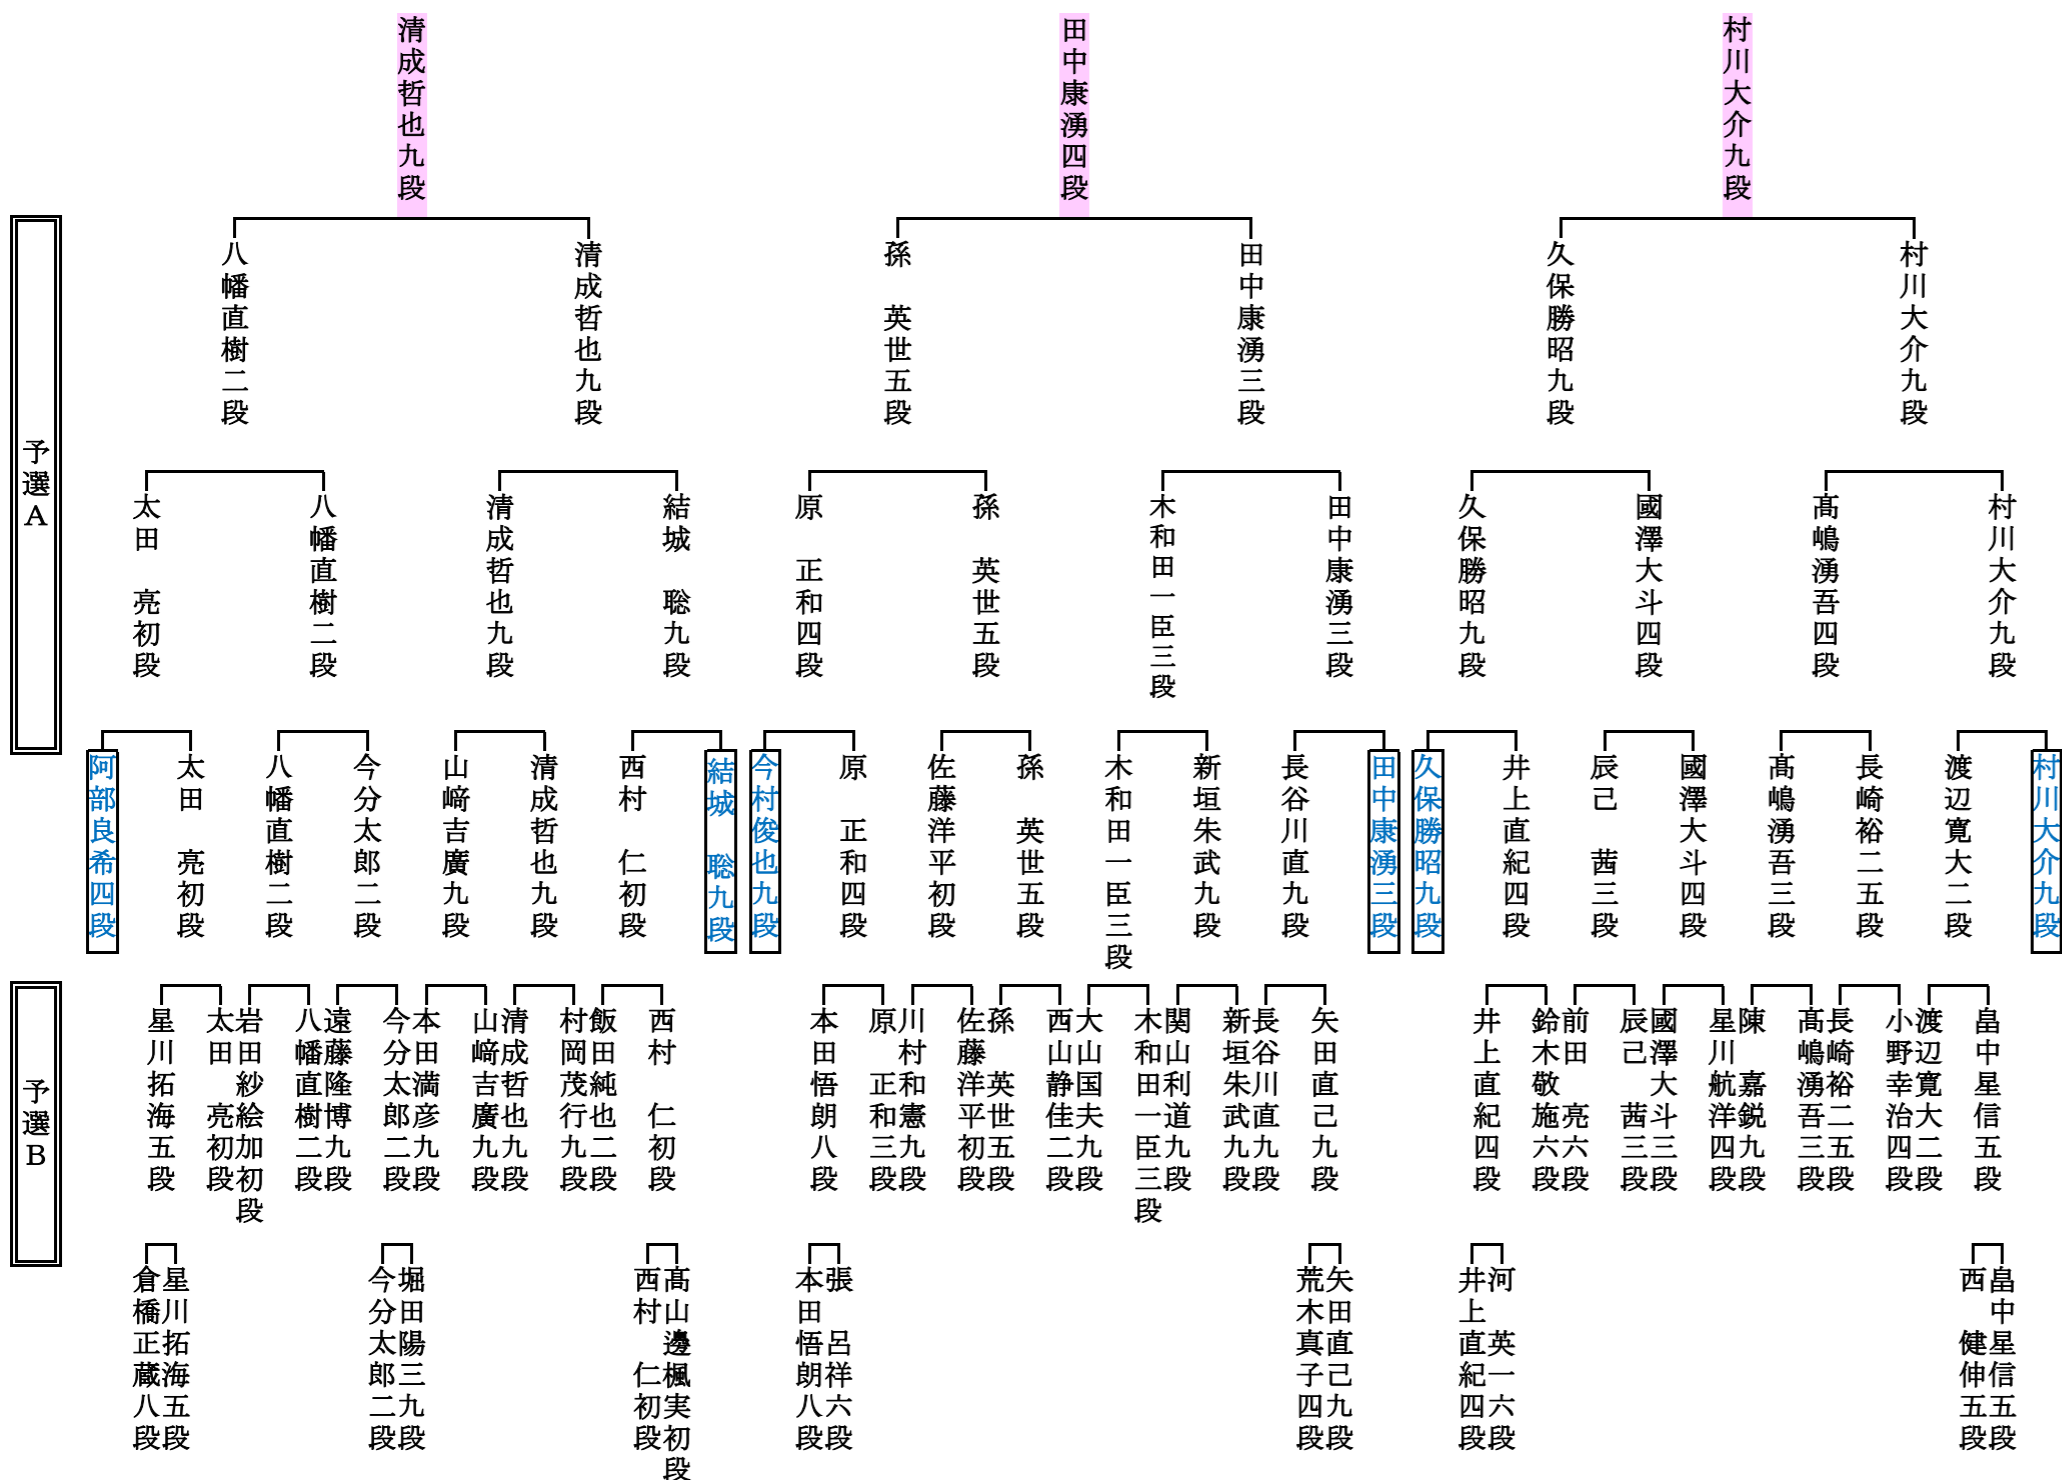 清成哲也九段
田中康湧四段
村川大介九段
予選A
八幡直樹二段
清成哲也九段
孫　英世五段
田中康湧三段
久保勝昭九段
村川大介九段
太田　亮初段
八幡直樹二段
清成哲也九段
結城　聡九段
原　正和四段
孫　英世五段
木和田一臣三段
田中康湧三段
久保勝昭九段
國澤大斗四段
髙嶋湧吾四段
村川大介九段
阿部良希四段
太田　亮初段
八幡直樹二段
今分太郎二段
山﨑吉廣九段
清成哲也九段
西村　仁初段
結城　聡九段
今村俊也九段
原　正和四段
佐藤洋平初段
孫　英世五段
木和田一臣三段
新垣朱武九段
長谷川直九段
田中康湧三段
久保勝昭九段
井上直紀四段
辰己　茜三段
國澤大斗四段
髙嶋湧吾三段
長崎裕二五段
渡辺寛大二段
村川大介九段
予選B
星川拓海五段
太田　亮初段
岩田紗絵加初段
八幡直樹二段
遠藤隆博九段
今分太郎二段
本田満彦九段
山﨑吉廣九段
清成哲也九段
村岡茂行九段
飯田純也二段
西村　仁初段
本田悟朗八段
原　正和三段
川村和憲九段
佐藤洋平初段
孫　英世五段
西山静佳二段
大山国夫九段
木和田一臣三段
関山利道九段
新垣朱武九段
長谷川直九段
矢田直己九段
井上直紀四段
鈴木敬施六段
前田　亮六段
辰己　茜三段
國澤大斗三段
星川航洋四段
陳　嘉鋭九段
髙嶋湧吾三段
長崎裕二五段
小野幸治四段
渡辺寛大二段
畠中星信五段
倉橋正蔵八段
星川拓海五段
今分太郎二段
堀田陽三九段
西村　仁初段
髙山邊楓実初段
本田悟朗八段
張　呂祥六段
荒木真子四段
矢田直己九段
井上直紀四段
河　英一六段
西　健伸五段
畠中星信五段